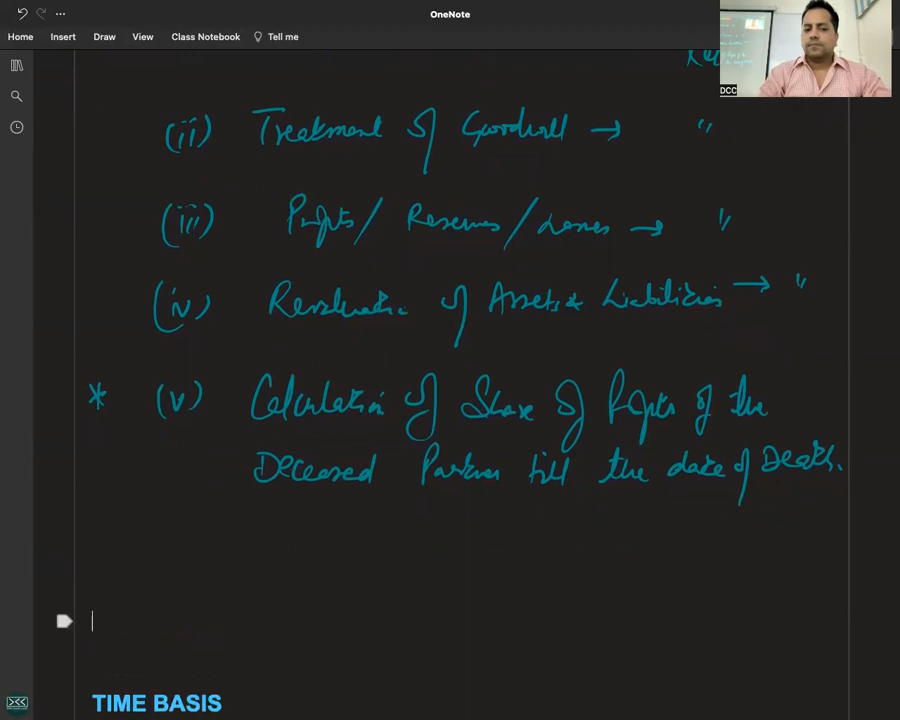 OneNote
Home Insert Draw View Class Notebook Tell me
DCC
(ii) Treatment of Goodwill → "
(iii) Profits/ Reserves/Losses → "
(iv) Revaluation of Assets & Liabilities → "
* (v) Calculation of Share of Profits of the
Deceased Partner till the date of Death.
TIME BASIS